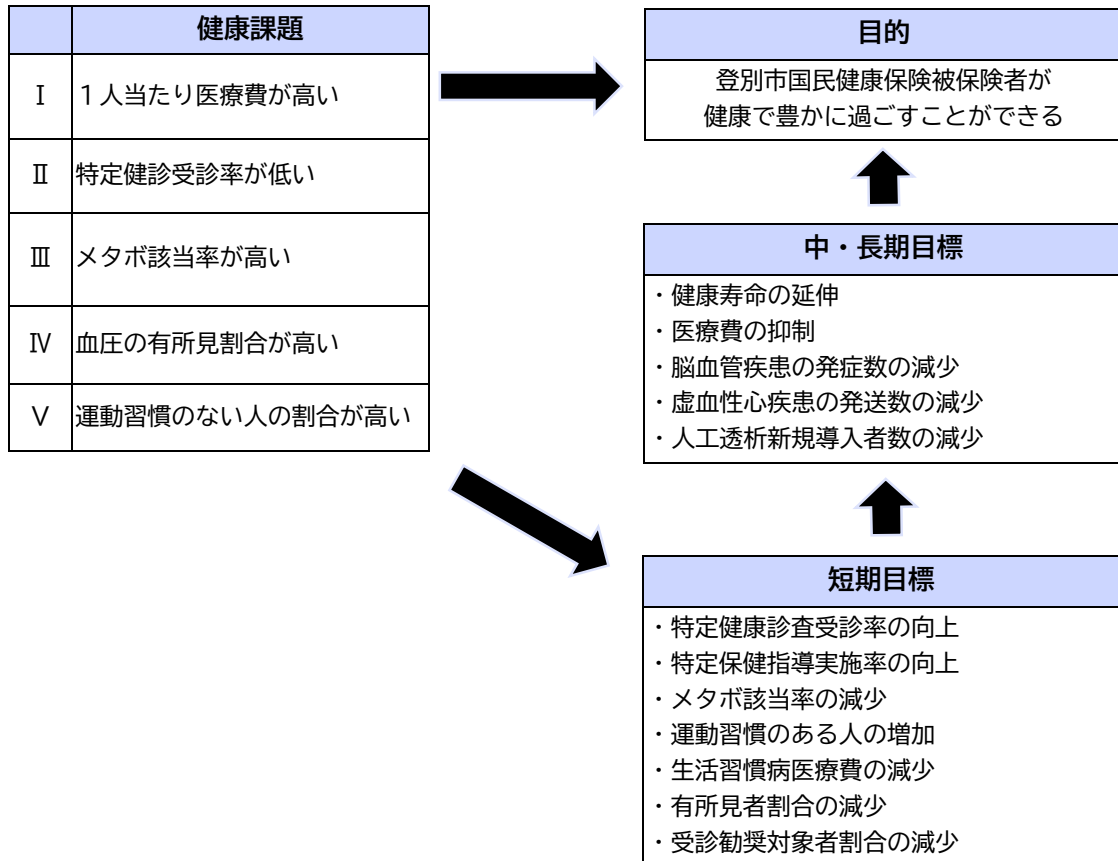 健康課題
Ⅰ １人当たり医療費が高い
Ⅱ 特定健診受診率が低い
Ⅲ メタボ該当率が高い
Ⅳ 血圧の有所見割合が高い
Ⅴ 運動習慣のない人の割合が高い
目的
登別市国民健康保険被保険者が
健康で豊かに過ごすことができる
中・長期目標
・健康寿命の延伸
・医療費の抑制
・脳血管疾患の発症数の減少
・虚血性心疾患の発送数の減少
・人工透析新規導入者数の減少
短期目標
・特定健康診査受診率の向上
・特定保健指導実施率の向上
・メタボ該当率の減少
・運動習慣のある人の増加
・生活習慣病医療費の減少
・有所見者割合の減少
・受診勧奨対象者割合の減少